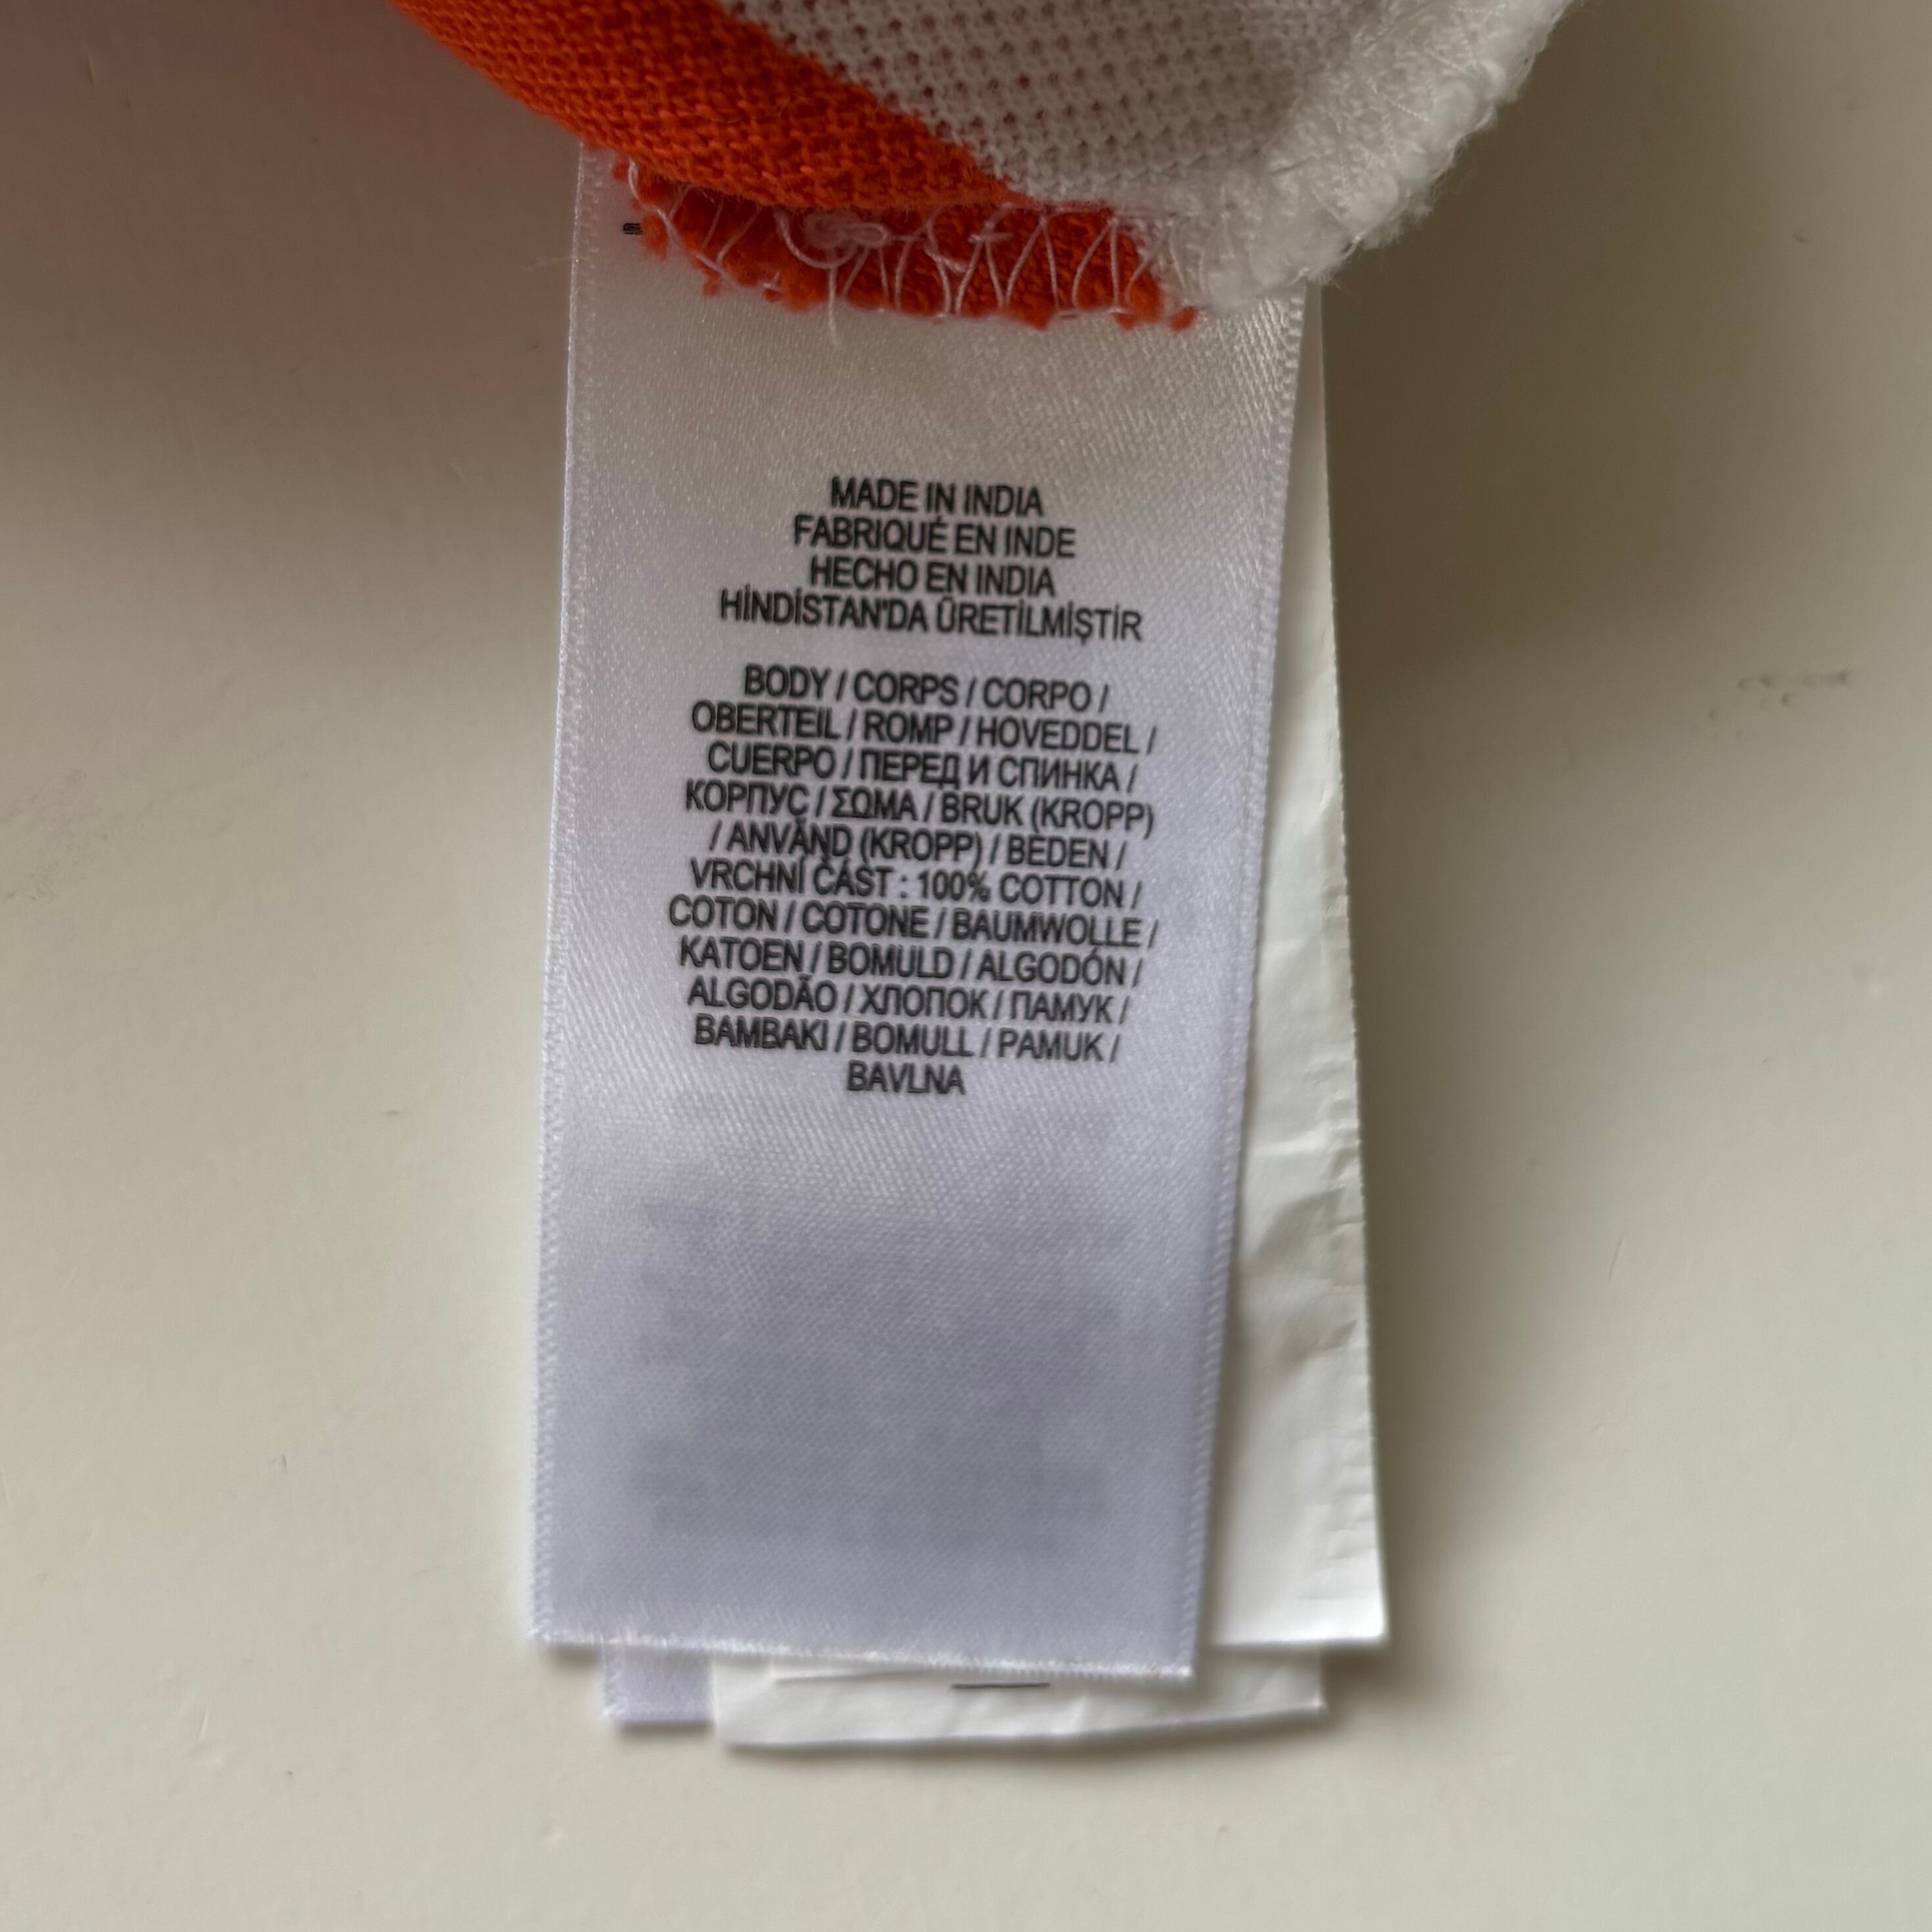 MADE IN INDIA
FABRIQUÉ EN INDE
HECHO EN INDIA
HİNDİSTAN'DA ÜRETİLMİŞTİR
BODY / CORPS / CORPO /
OBERTEIL / ROMP / HOVEDDEL /
CUERPO / ПЕРЕД И СПИНКА /
КОРПУС / ΣΩΜΑ / BRUK (KROPP)
/ ANVÄND (KROPP) / BEDEN /
VRCHNÍ ČÁST : 100% COTTON /
COTON / COTONE / BAUMWOLLE /
KATOEN / BOMULD / ALGODÓN /
ALGODÃO / ХЛОПОК / ПАМУК /
BAMBAKI / BOMULL / PAMUK /
BAVLNA